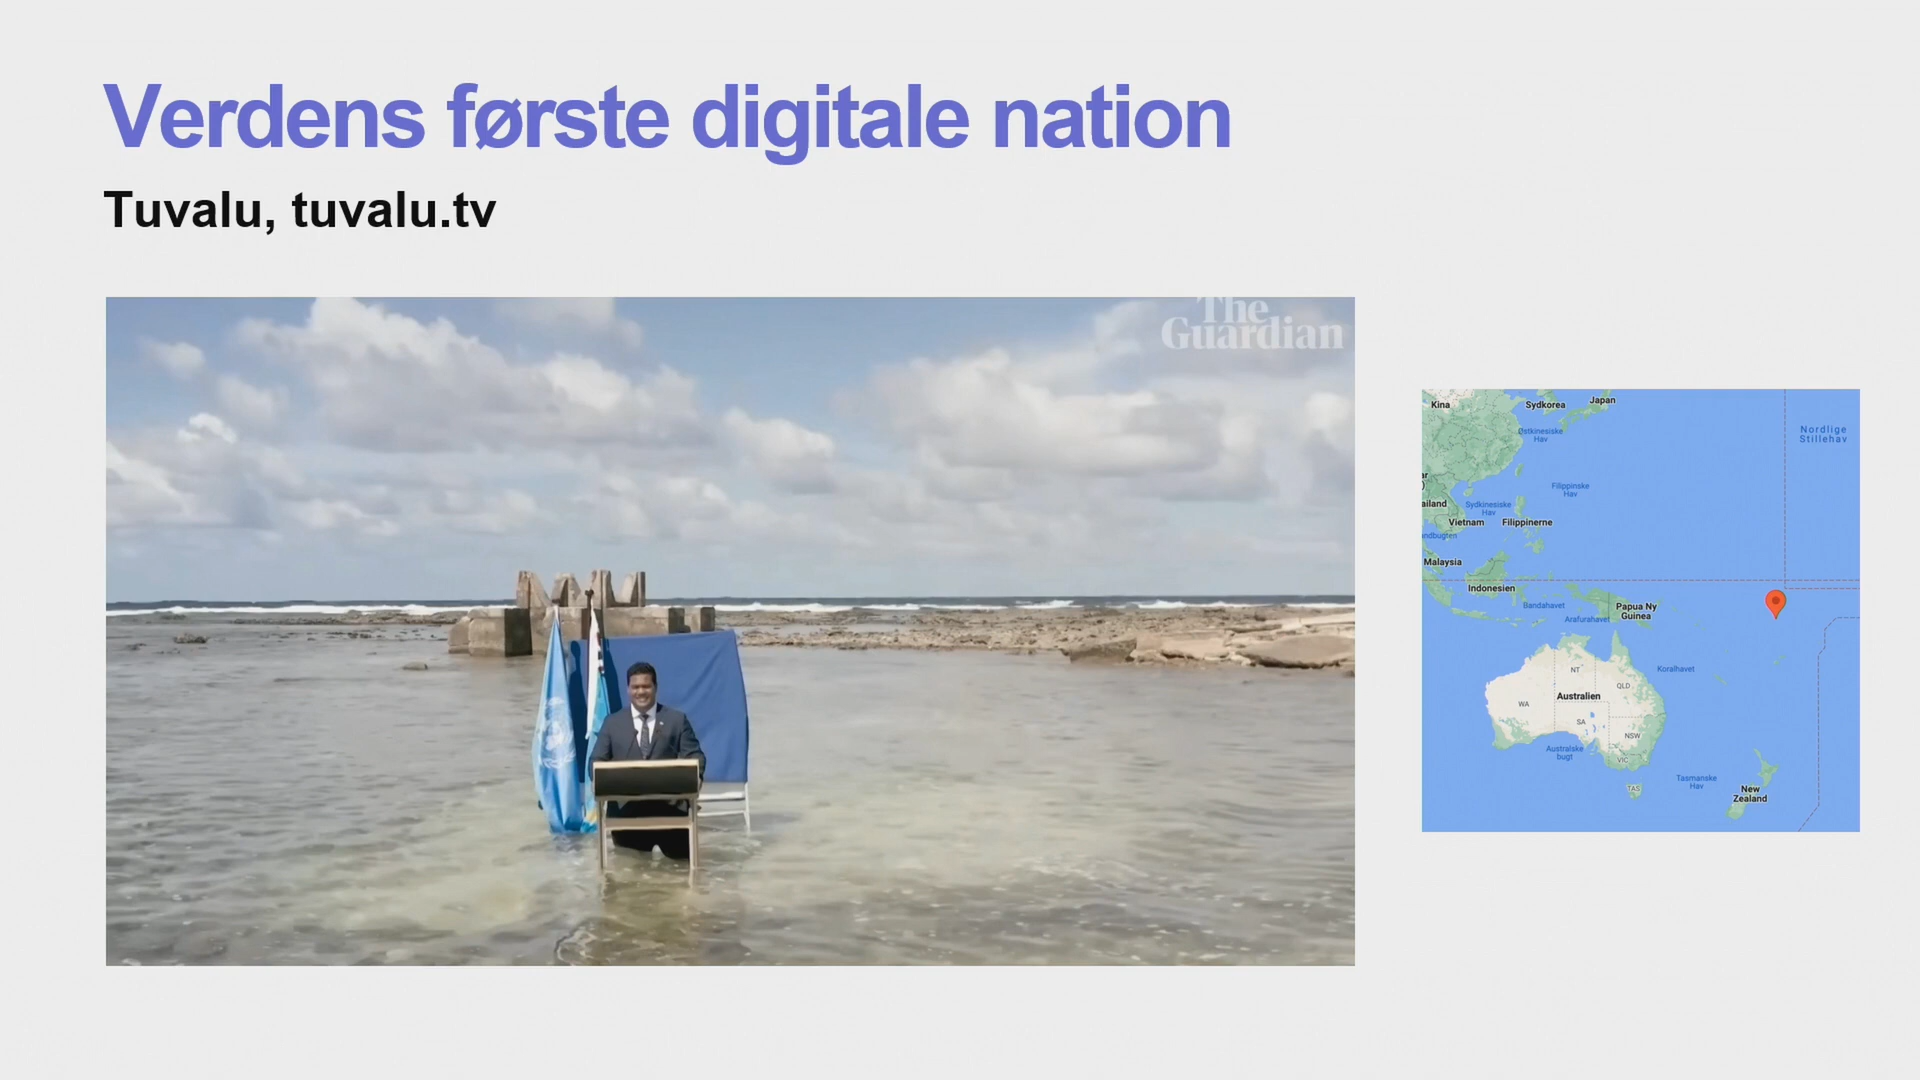 Verdens første digitale nation
Tuvalu, tuvalu.tv
The
Guardian
Kina
Sydkorea
Japan
Østkinesiske
Hav
Nordlige
Stillehav
Filippinske
Hav
ailand
Sydkinesiske
Hav
Vietnam
Filippinerne
ndbugten
Malaysia
Indonesien
Bandahavet
Papua Ny
Guinea
Arafurahavet
Koralhavet
NT
QLD
Australien
WA
SA
NSW
Australske
bugt
VIC
Tasmanske
Hav
TAS
New
Zealand